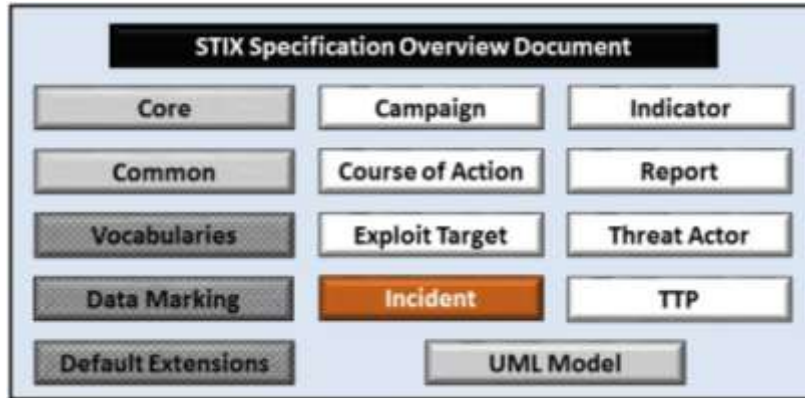 STIX Specification Overview Document
Core
Campaign
Indicator
Common
Course of Action
Report
Vocabularies
Exploit Target
Threat Actor
Data Marking
Incident
TTP
Default Extensions
UML Model